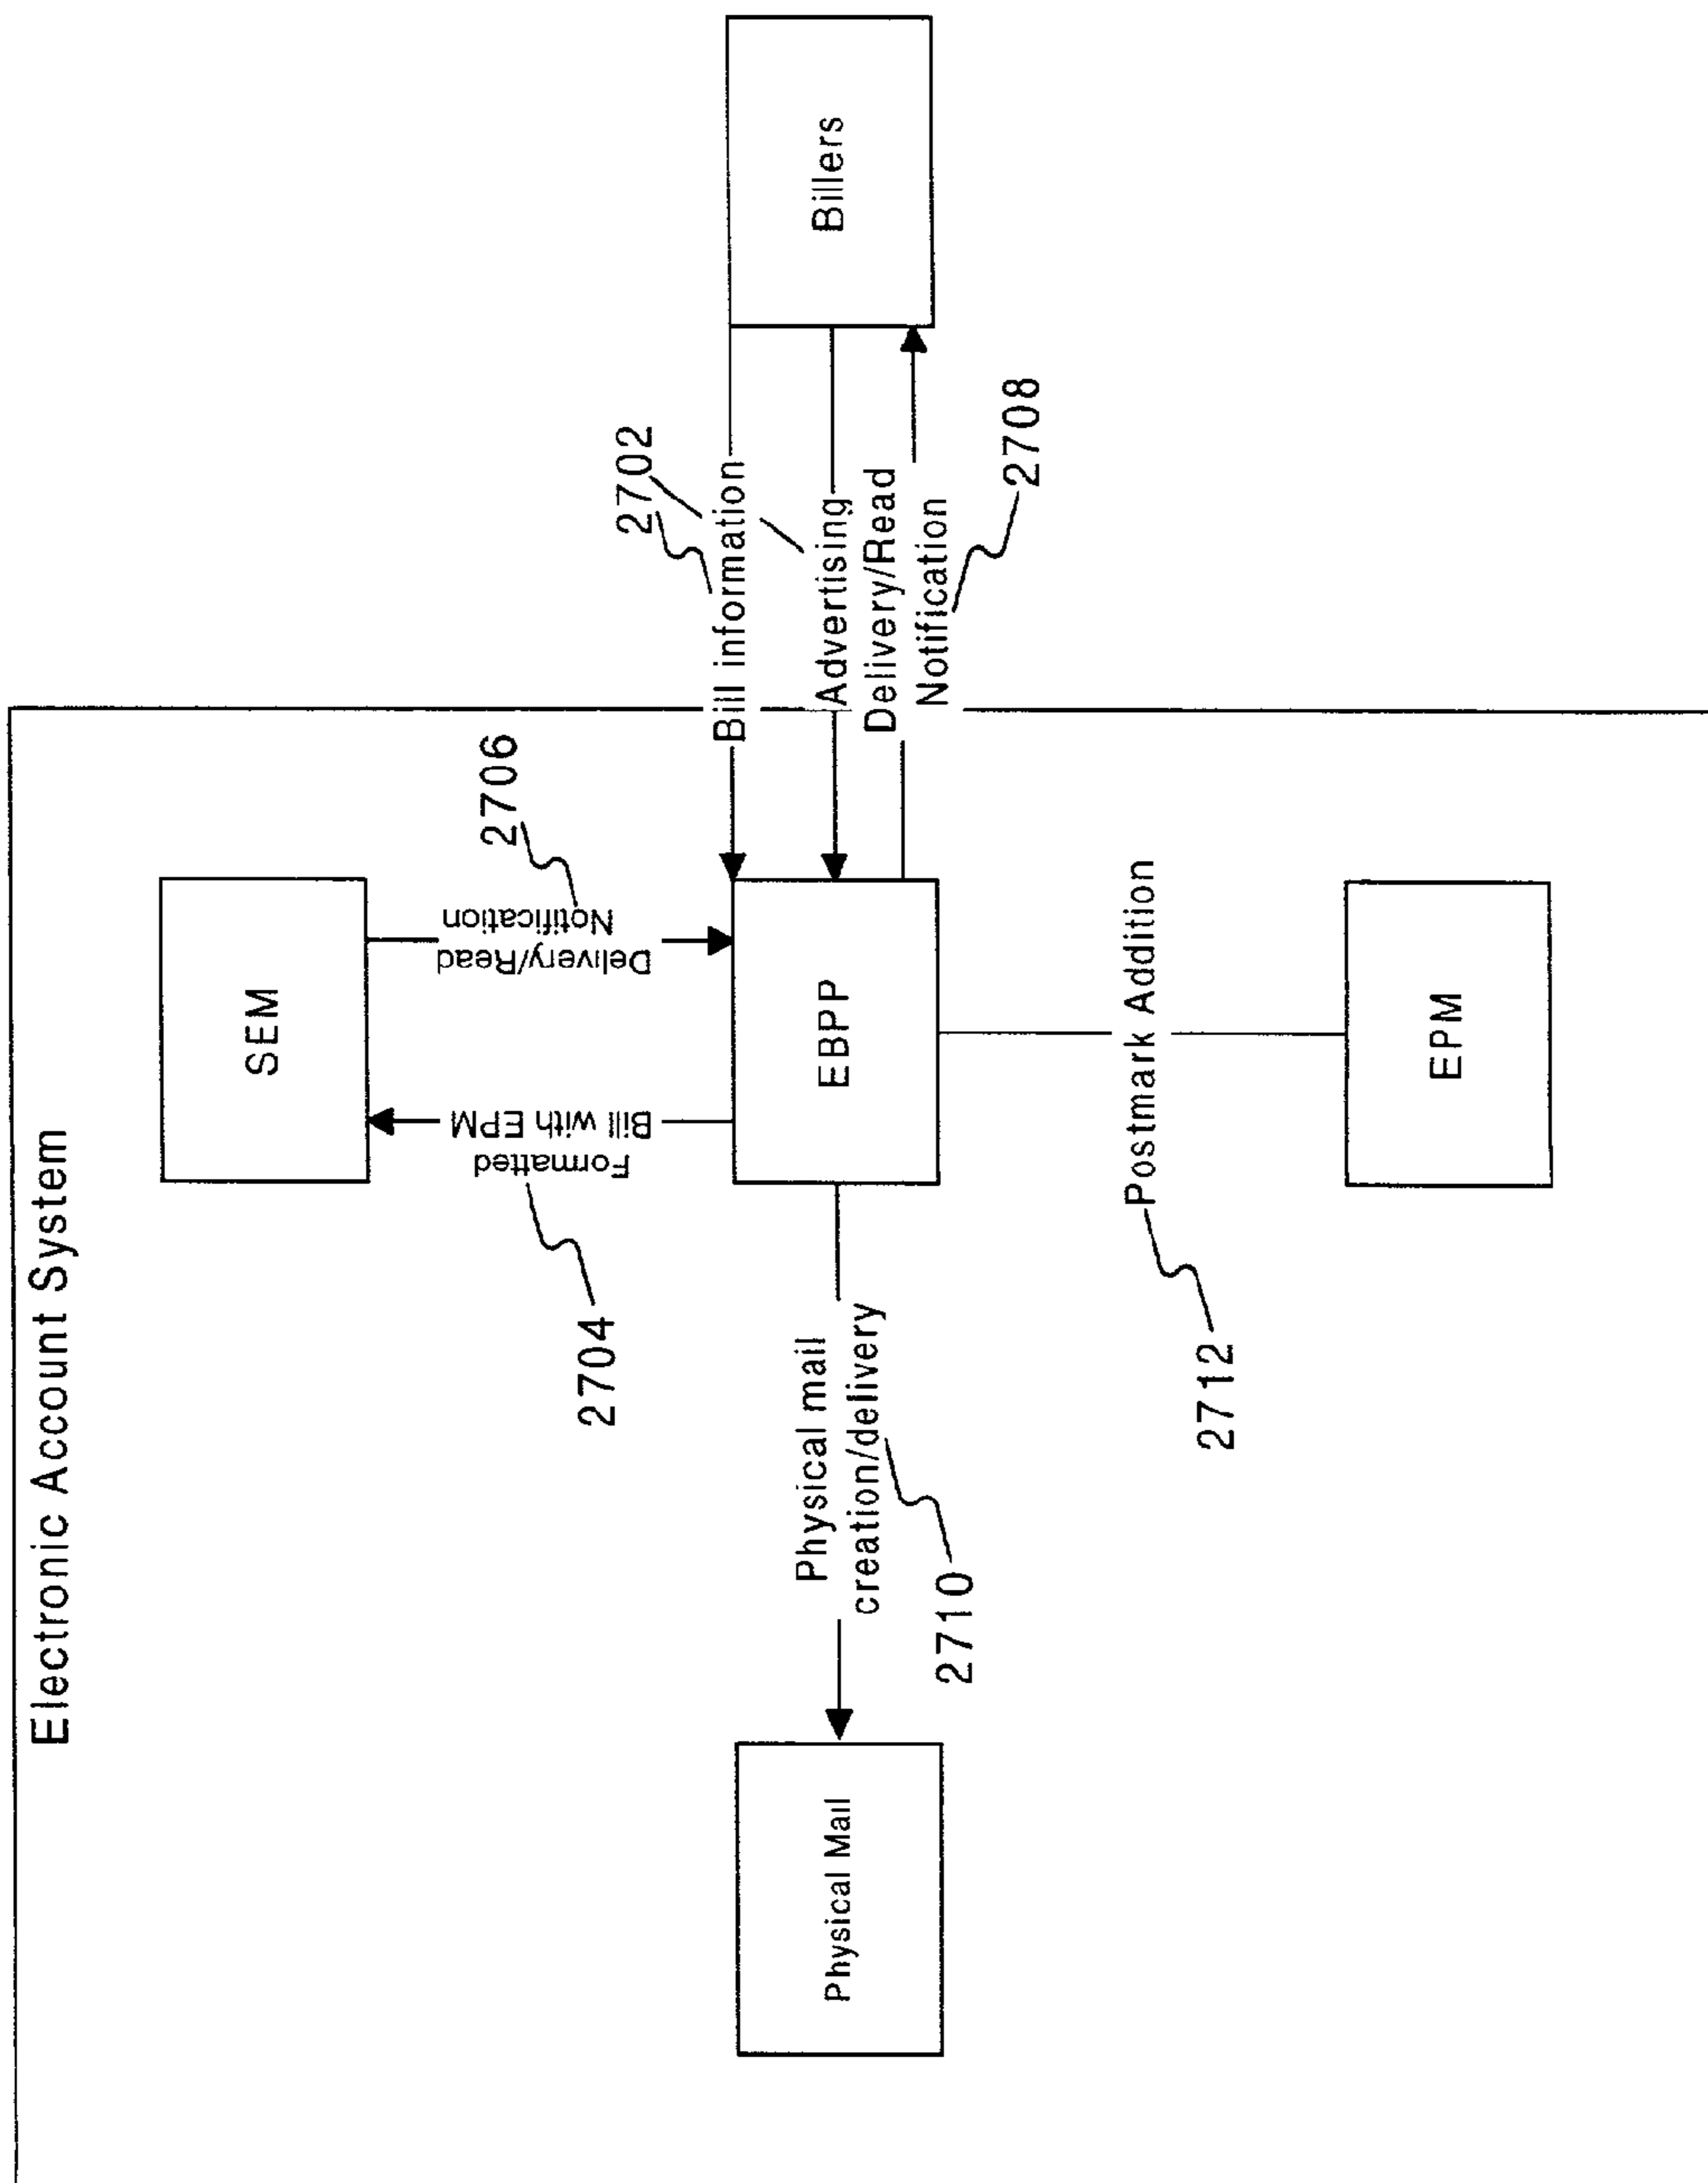 Electronic Account System
SEM
2704
Formatted
Bill with EPM
Delivery/Read
Notification
2706
2702
Bill information
Physical mail
creation/delivery
2710
Physical Mail
EBPP
Advertising
Delivery/Read
Notification
2708
Billers
Postmark Addition
2712
EPM